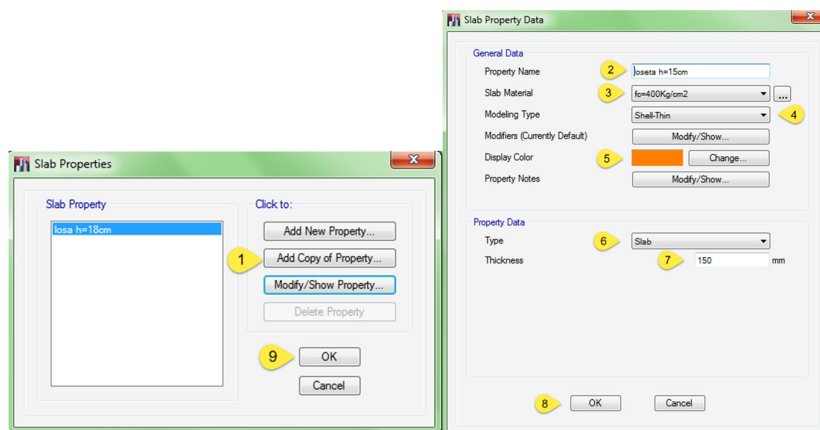 Slab Properties
Slab Property
losa h=18cm
Click to:
Add New Property...
1
Add Copy of Property...
Modify/Show Property...
Delete Property
9
OK
Cancel
Slab Property Data
General Data
Property Name
2
loseta h=15cm
Slab Material
3
fc=400Kg/cm2
...
Modeling Type
Shell-Thin
4
Modifiers (Currently Default)
Modify/Show...
Display Color
5
Change...
Property Notes
Modify/Show...
Property Data
Type
6
Slab
Thickness
7
150
mm
8
OK
Cancel